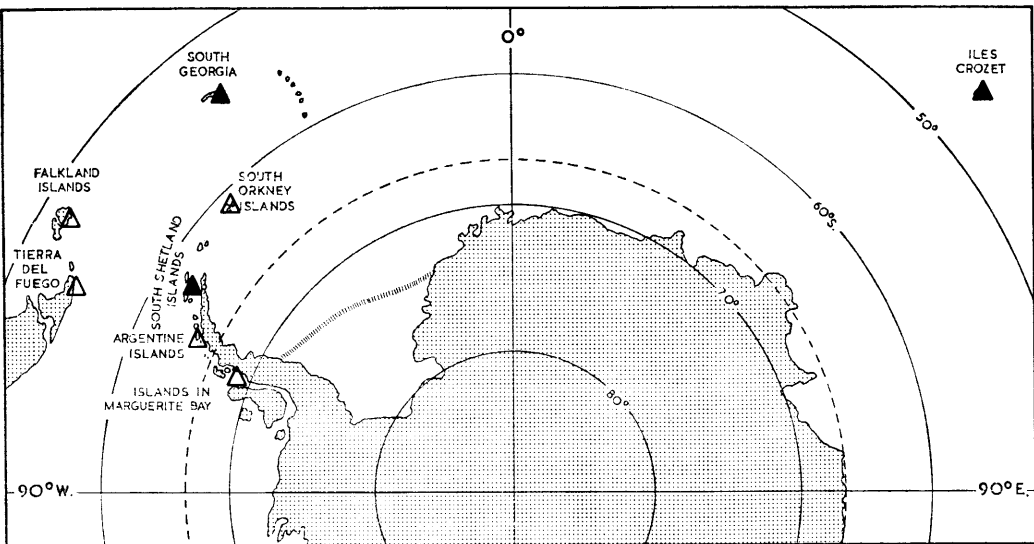 0°
SOUTH
GEORGIA
ILES
CROZET
50°
FALKLAND
ISLANDS
SOUTH
ORKNEY
ISLANDS
60°S.
TIERRA
DEL
FUEGO
SOUTH SHETLAND
ISLANDS
70°
ARGENTINE
ISLANDS
ISLANDS IN
MARGUERITE BAY
80°
90°W.
90°E.